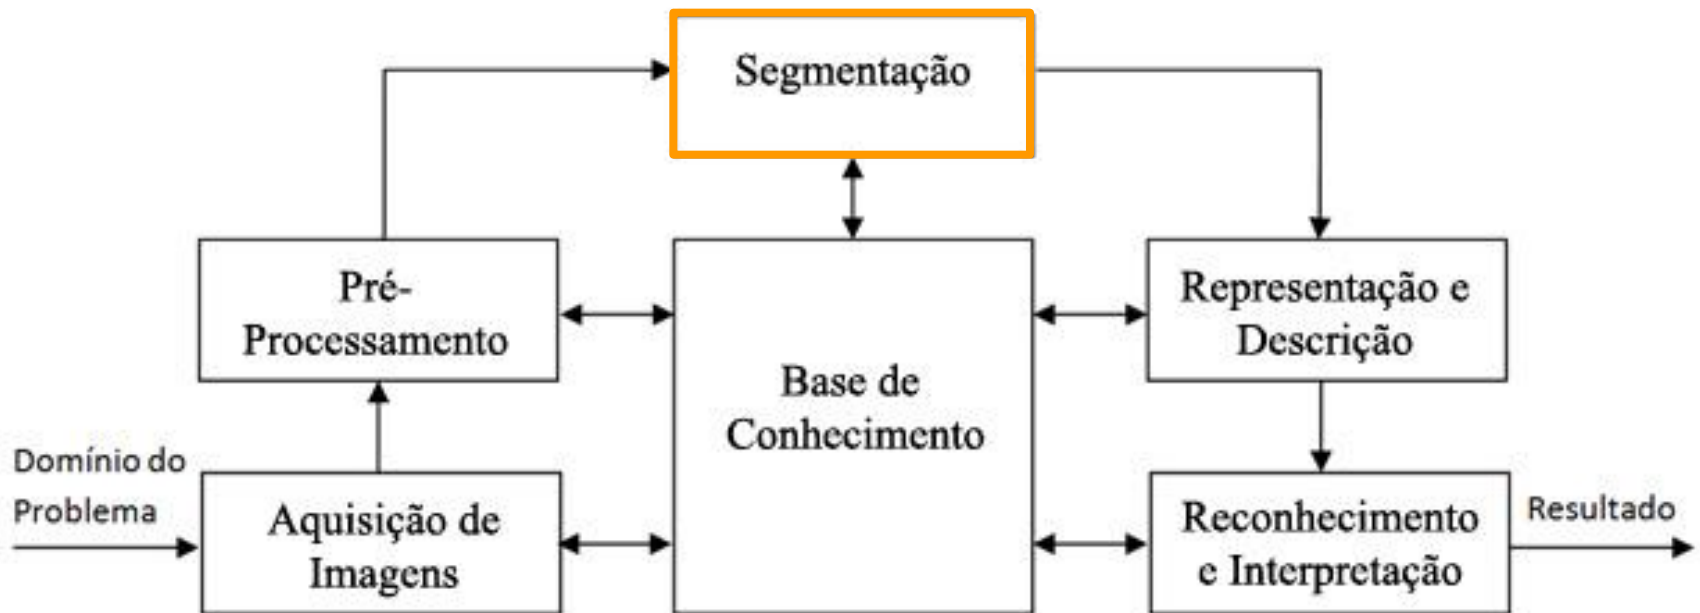 Segmentação
Pré-
Processamento
Base de
Conhecimento
Representação e
Descrição
Domínio do
Problema
Aquisição de
Imagens
Reconhecimento
e Interpretação
Resultado